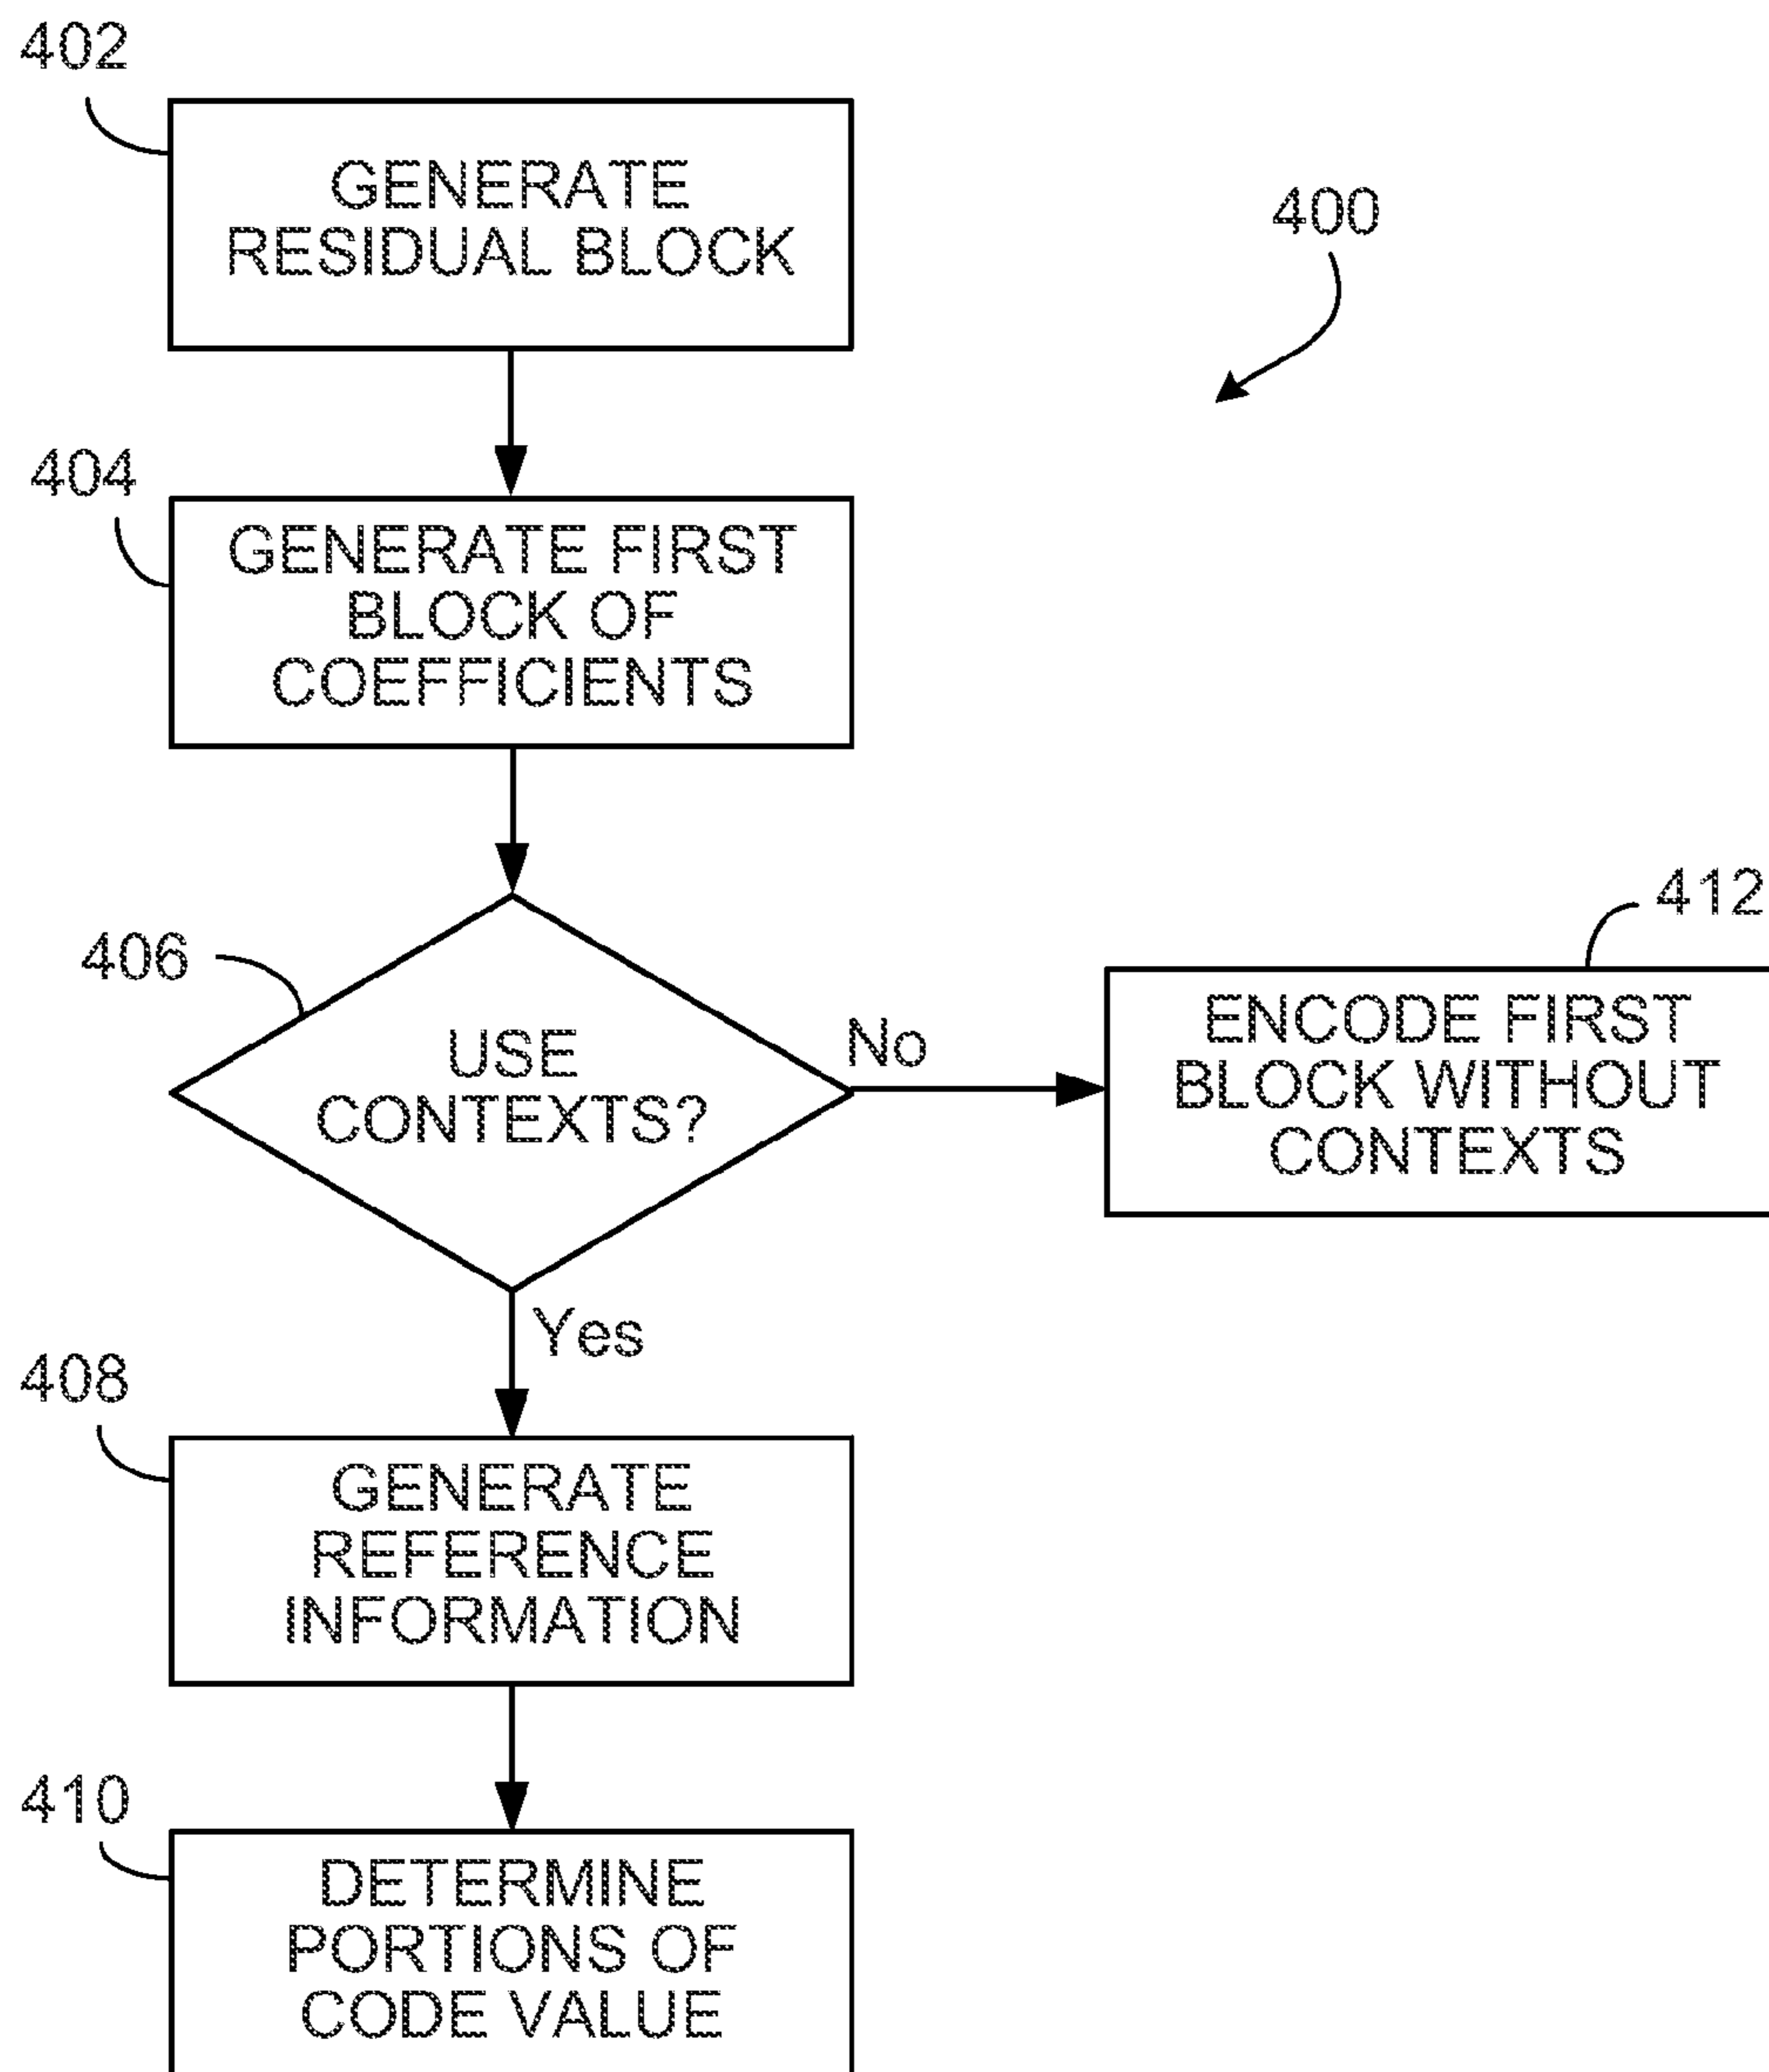 402
GENERATE
RESIDUAL BLOCK
400
404
GENERATE FIRST
BLOCK OF
COEFFICIENTS
406
USE
CONTEXTS?
No
412
ENCODE FIRST
BLOCK WITHOUT
CONTEXTS
Yes
408
GENERATE
REFERENCE
INFORMATION
410
DETERMINE
PORTIONS OF
CODE VALUE